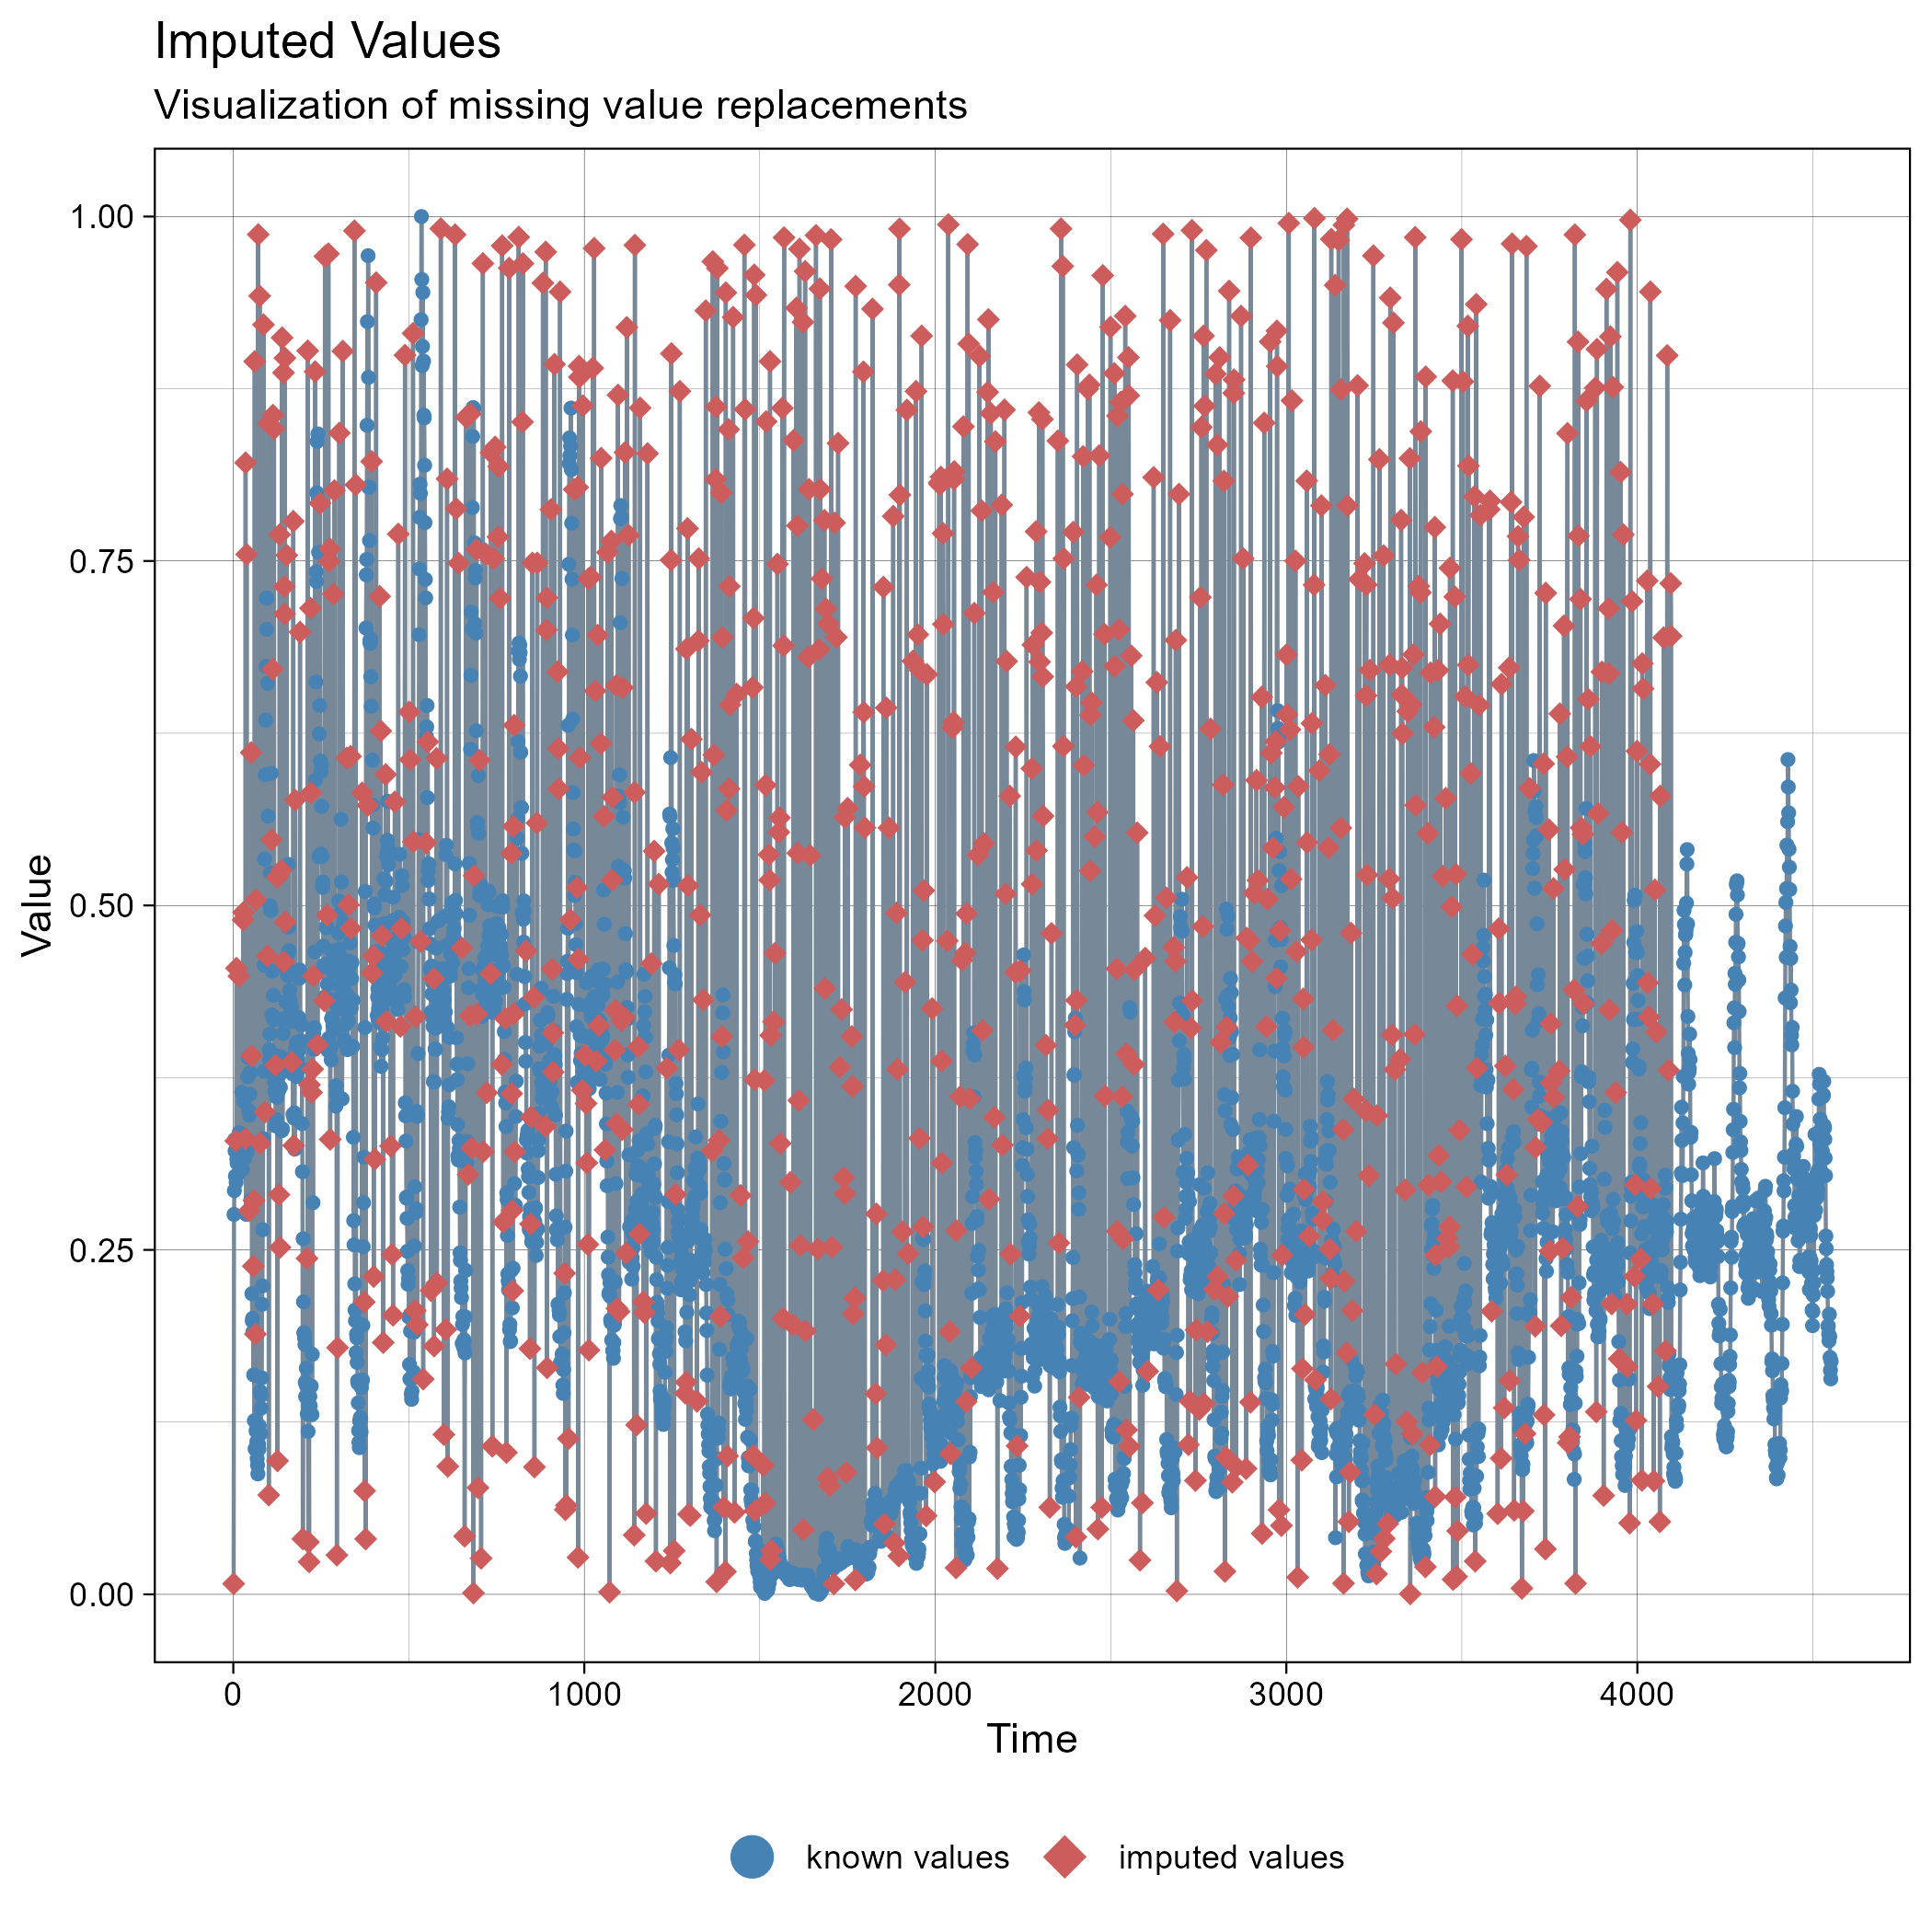 Imputed Values
Visualization of missing value replacements
1.00
0.75
0.50
0.25
0.00
Value
0 1000 2000 3000 4000
Time
known values imputed values